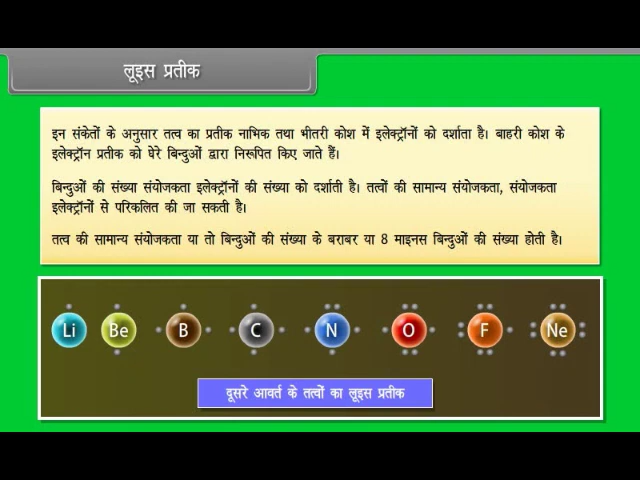 लूइस प्रतीक
इन संकेतों के अनुसार तत्व का प्रतीक नाभिक तथा भीतरी कोश में इलेक्ट्रॉनों को दर्शाता है। बाहरी कोश के
इलेक्ट्रॉन प्रतीक को घेरे बिन्दुओं द्वारा निरूपित किए जाते हैं।
बिन्दुओं की संख्या संयोजकता इलेक्ट्रॉनों की संख्या को दर्शाती है। तत्वों की सामान्य संयोजकता, संयोजकता
इलेक्ट्रॉनों से परिकलित की जा सकती है।
तत्व की सामान्य संयोजकता या तो बिन्दुओं की संख्या के बराबर या 8 माइनस बिन्दुओं की संख्या होती है।
Li Be B C N O F Ne
दूसरे आवर्त के तत्वों का लूइस प्रतीक